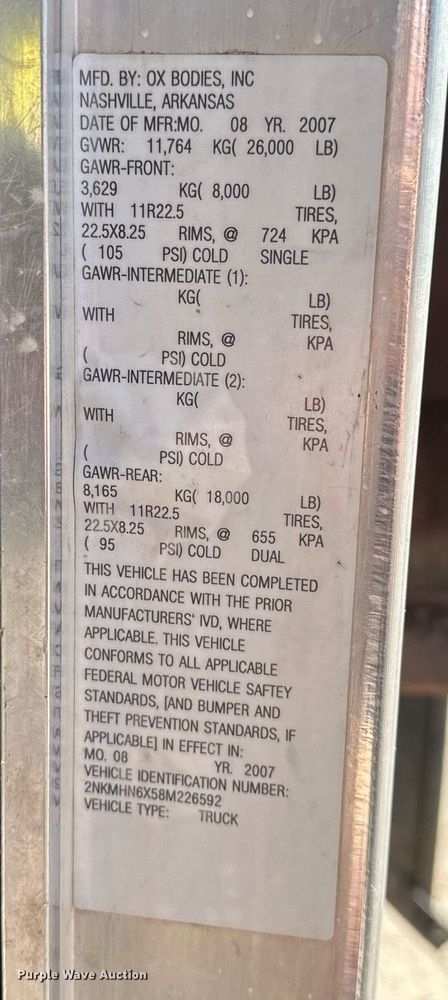 MFD. BY: OX BODIES, INC
NASHVILLE, ARKANSAS
DATE OF MFR:MO. 08 YR. 2007
GVWR: 11,764 KG( 26,000 LB)
GAWR-FRONT:
3,629 KG( 8,000 LB)
WITH 11R22.5 TIRES,
22.5X8.25 RIMS, @ 724 KPA
( 105 PSI) COLD SINGLE
GAWR-INTERMEDIATE (1):
KG( LB)
WITH TIRES,
RIMS, @ KPA
( PSI) COLD
GAWR-INTERMEDIATE (2):
KG( LB)
WITH TIRES,
RIMS, @ KPA
( PSI) COLD
GAWR-REAR:
8,165 KG( 18,000 LB)
WITH 11R22.5 TIRES,
22.5X8.25 RIMS, @ 655 KPA
( 95 PSI) COLD DUAL
THIS VEHICLE HAS BEEN COMPLETED
IN ACCORDANCE WITH THE PRIOR
MANUFACTURERS' IVD, WHERE
APPLICABLE. THIS VEHICLE
CONFORMS TO ALL APPLICABLE
FEDERAL MOTOR VEHICLE SAFTEY
STANDARDS, [AND BUMPER AND
THEFT PREVENTION STANDARDS, IF
APPLICABLE] IN EFFECT IN:
MO. 08 YR. 2007
VEHICLE IDENTIFICATION NUMBER:
2NKMHN6X58M226592
VEHICLE TYPE: TRUCK
Purple Wave Auction